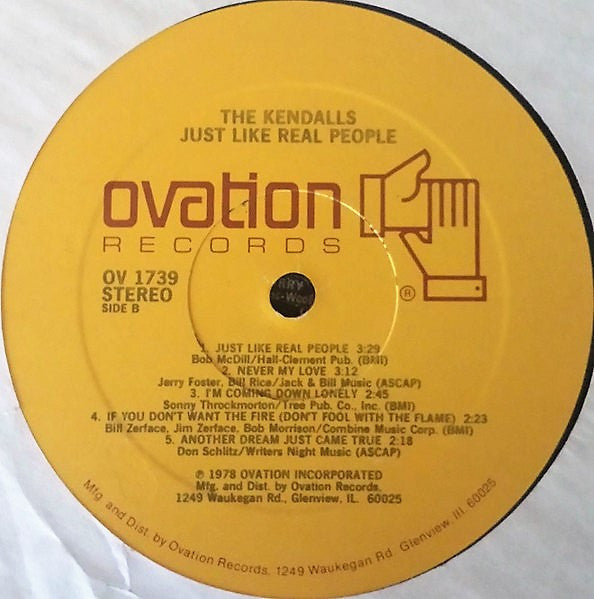 THE KENDALLS
JUST LIKE REAL PEOPLE
ovation
RECORDS
®
OV 1739
STEREO
SIDE B
1. JUST LIKE REAL PEOPLE 3:29
Bob McDill/Hall-Clement Pub. (BMI)
2. NEVER MY LOVE 3:12
Jerry Foster, Bill Rice/Jack & Bill Music (ASCAP)
3. I'M COMING DOWN LONELY 2:45
Sonny Throckmorton/Tree Pub. Co., Inc. (BMI)
4. IF YOU DON'T WANT THE FIRE (DON'T FOOL WITH THE FLAME) 2:23
Bill Zerface, Jim Zerface, Bob Morrison/Combine Music Corp. (BMI)
5. ANOTHER DREAM JUST CAME TRUE 2:18
Don Schlitz/Writers Night Music (ASCAP)
℗ 1978 OVATION INCORPORATED
Mfg. and Dist. by Ovation Records,
1249 Waukegan Rd., Glenview, IL. 60025
Mfg. and Dist. by Ovation Records, 1249 Waukegan Rd. Glenview, Ill. 60025